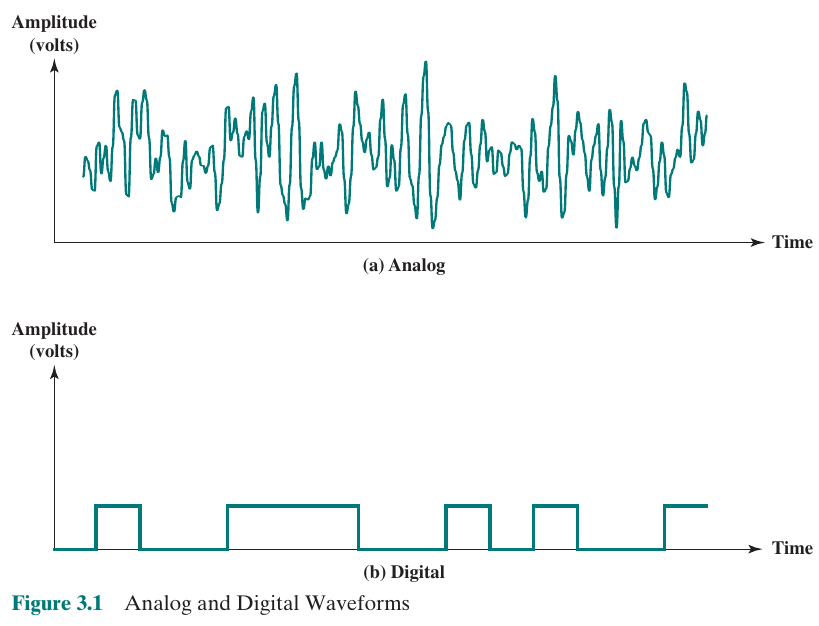 Amplitude
(volts)
Time
(a) Analog
Amplitude
(volts)
Time
(b) Digital
Figure 3.1 Analog and Digital Waveforms